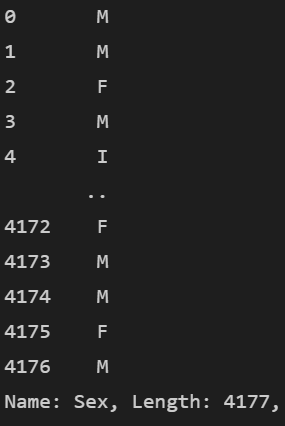 0       M
1       M
2       F
3       M
4       I
       ..
4172    F
4173    M
4174    M
4175    F
4176    M
Name: Sex, Length: 4177,